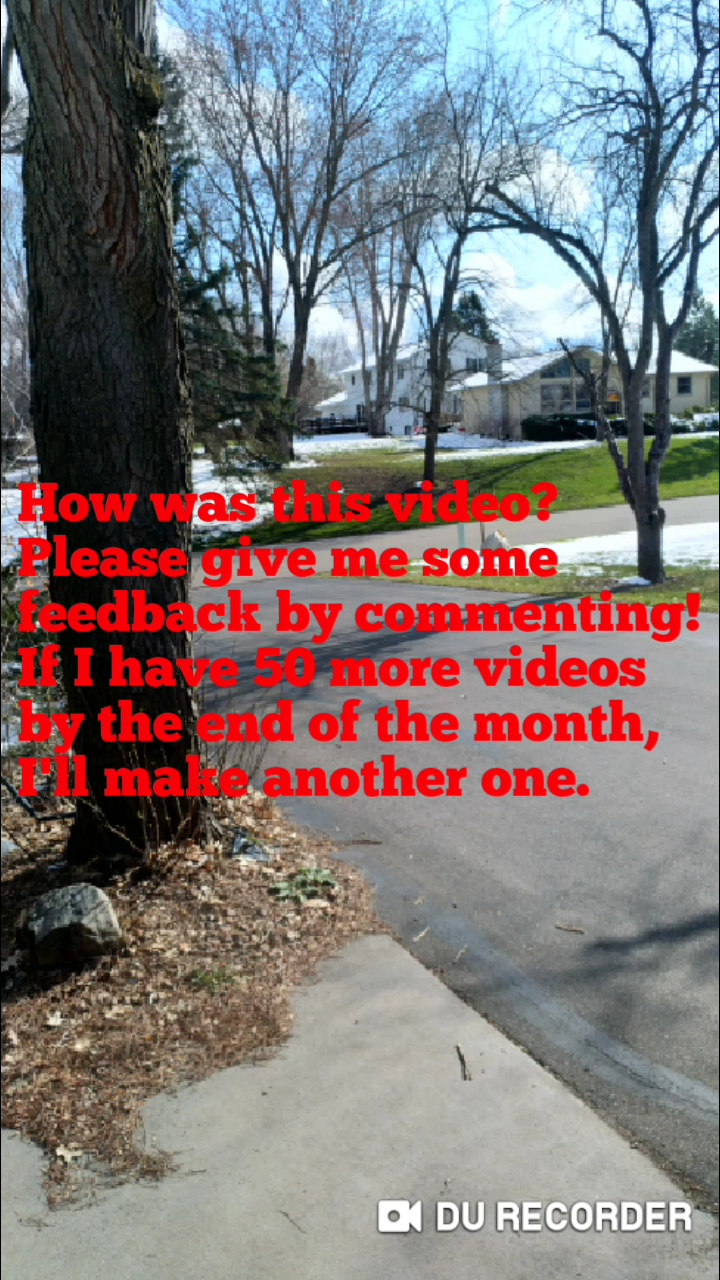 How was this video?
Please give me some
feedback by commenting!
If I have 50 more videos
by the end of the month,
I'll make another one.
DU RECORDER